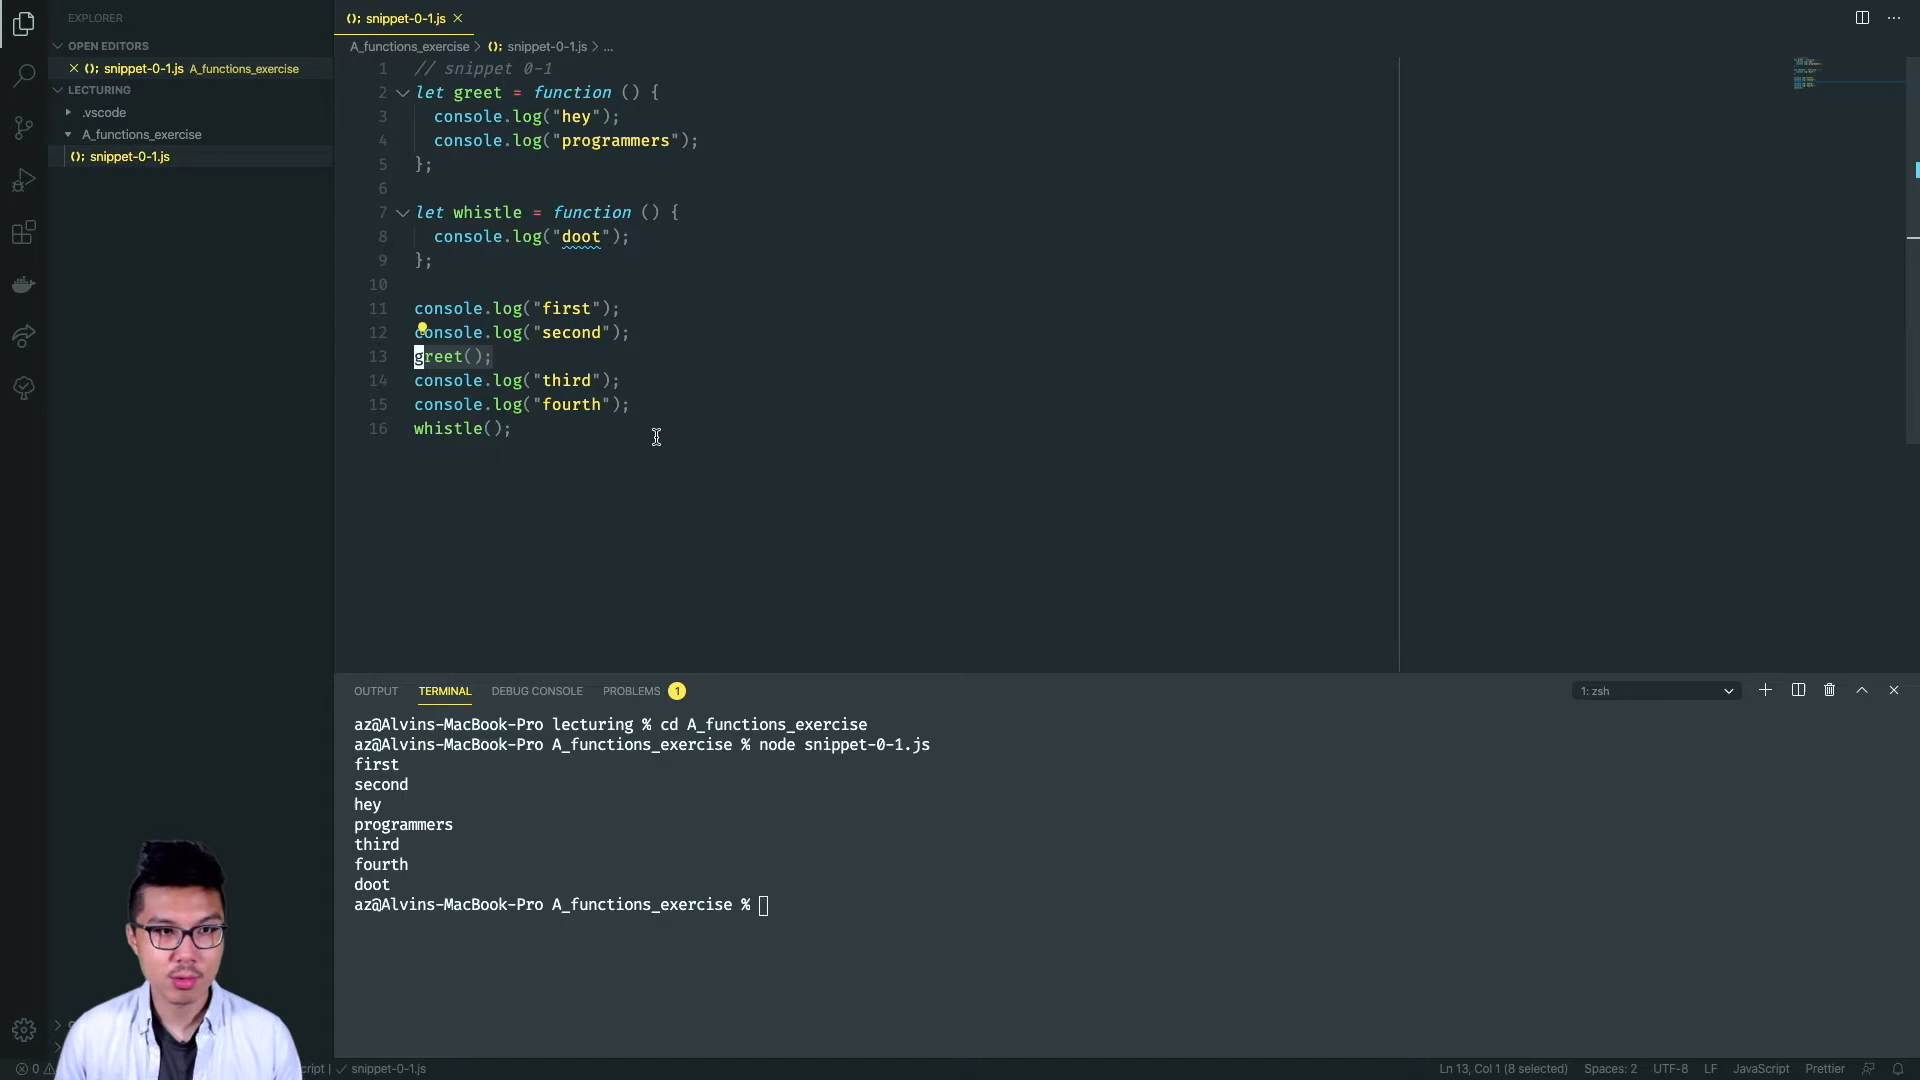 EXPLORER
OPEN EDITORS
snippet-0-1.js A_functions_exercise
LECTURING
.vscode
A_functions_exercise
(); snippet-0-1.js
(); snippet-0-1.js
A_functions_exercise > (); snippet-0-1.js > ...
1 // snippet 0-1
2 let greet = function () {
3 console.log("hey");
4 console.log("programmers");
5 };
6
7 let whistle = function () {
8 console.log("doot");
9 };
10
11 console.log("first");
12 console.log("second");
13 greet();
14 console.log("third");
15 console.log("fourth");
16 whistle();
OUTPUT TERMINAL DEBUG CONSOLE PROBLEMS 1
1: zsh
az@Alvins-MacBook-Pro lecturing % cd A_functions_exercise
az@Alvins-MacBook-Pro A_functions_exercise % node snippet-0-1.js
first
second
hey
programmers
third
fourth
doot
az@Alvins-MacBook-Pro A_functions_exercise %
0 cript | ✓ snippet-0-1.js
Ln 13, Col 1 (8 selected) Spaces: 2 UTF-8 LF JavaScript Prettier